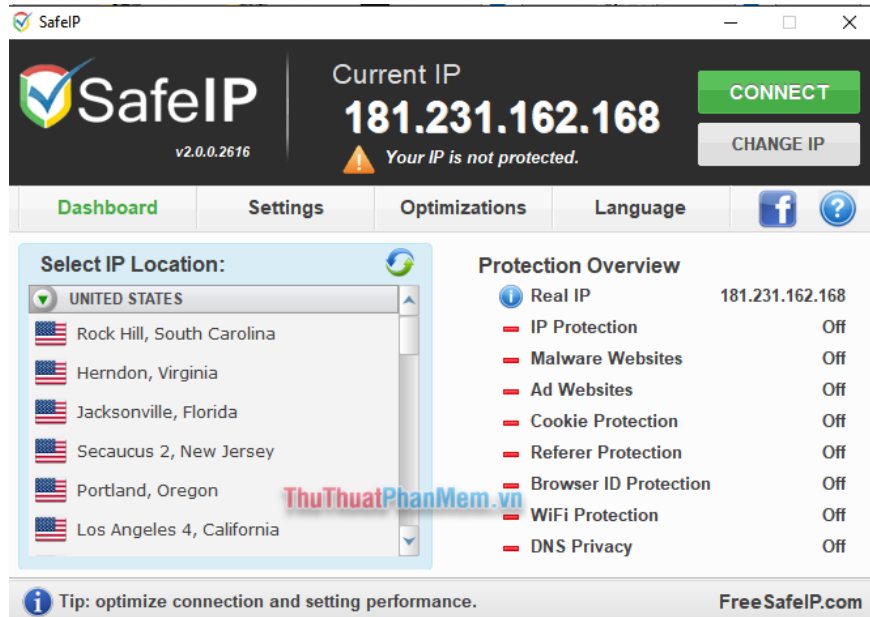 SafeIP
SafeIP
v2.0.0.2616
Current IP
181.231.162.168
Your IP is not protected.
CONNECT
CHANGE IP
Dashboard Settings Optimizations Language f ?
Select IP Location:
UNITED STATES
Rock Hill, South Carolina
Herndon, Virginia
Jacksonville, Florida
Secaucus 2, New Jersey
Portland, Oregon
Los Angeles 4, California
Protection Overview
Real IP 181.231.162.168
IP Protection Off
Malware Websites Off
Ad Websites Off
Cookie Protection Off
Referer Protection Off
Browser ID Protection Off
WiFi Protection Off
DNS Privacy Off
ThuThuatPhanMem.vn
Tip: optimize connection and setting performance. FreeSafeIP.com